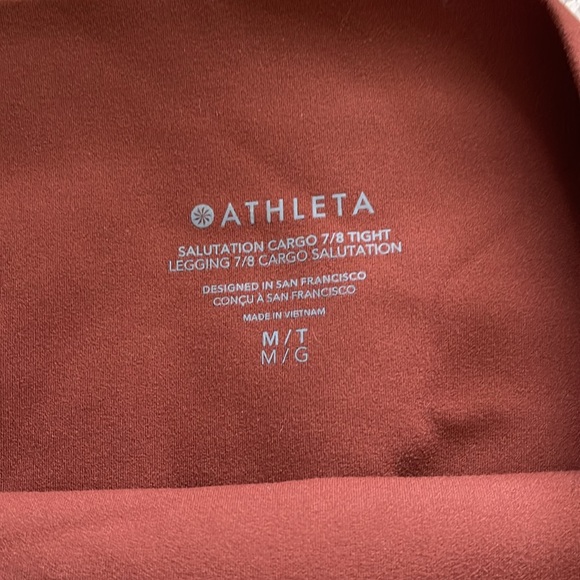 ATHLETA
SALUTATION CARGO 7/8 TIGHT
LEGGING 7/8 CARGO SALUTATION
DESIGNED IN SAN FRANCISCO
CONÇU À SAN FRANCISCO
MADE IN VIETNAM
M/T
M/G